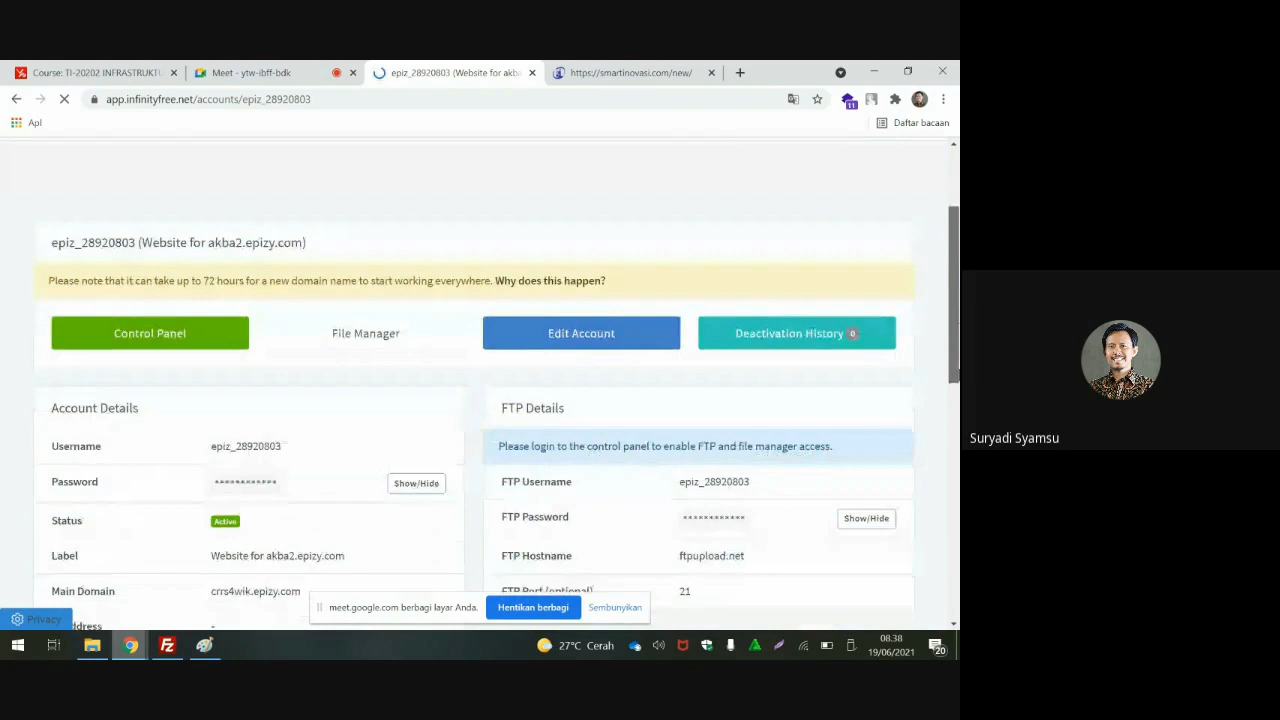 Course: TI-20202 INFRASTRUKTU
Meet - ytw-ibff-bdk
epiz_28920803 (Website for akba
https://smartinovasi.com/new/
app.infinityfree.net/accounts/epiz_28920803
11
Apl
Daftar bacaan
epiz_28920803 (Website for akba2.epizy.com)
Please note that it can take up to 72 hours for a new domain name to start working everywhere. Why does this happen?
Control Panel
File Manager
Edit Account
Deactivation History 0
Account Details
FTP Details
Username epiz_28920803
Please login to the control panel to enable FTP and file manager access.
Password ************ Show/Hide
FTP Username epiz_28920803
Status Active
FTP Password ************ Show/Hide
Label Website for akba2.epizy.com
FTP Hostname ftpupload.net
Main Domain crrs4wik.epizy.com
FTP Port (optional) 21
meet.google.com berbagi layar Anda.
Hentikan berbagi
Sembunyikan
Privacy
ddress -
27°C Cerah
08.38
19/06/2021
20
Suryadi Syamsu